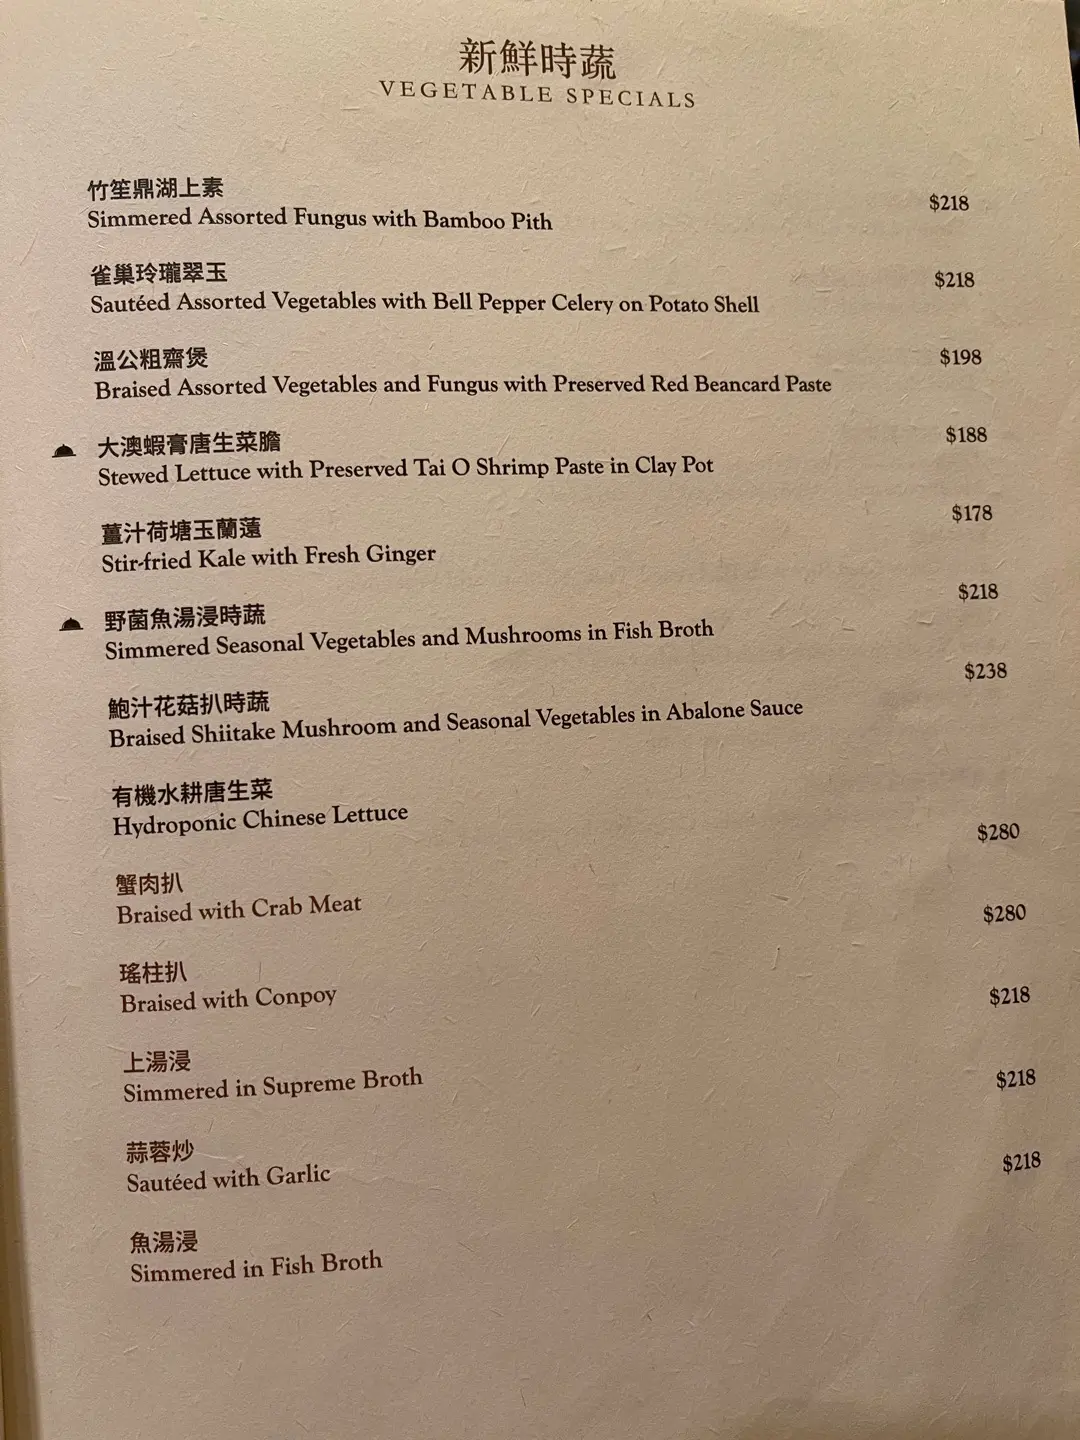 新鮮時蔬
VEGETABLE SPECIALS
竹笙鼎湖上素
Simmered Assorted Fungus with Bamboo Pith $218
雀巢玲瓏翠玉
Sautéed Assorted Vegetables with Bell Pepper Celery on Potato Shell $218
溫公粗齋煲
Braised Assorted Vegetables and Fungus with Preserved Red Beancard Paste $198
大澳蝦膏唐生菜膽
Stewed Lettuce with Preserved Tai O Shrimp Paste in Clay Pot $188
薑汁荷塘玉蘭薳
Stir-fried Kale with Fresh Ginger $178
野菌魚湯浸時蔬
Simmered Seasonal Vegetables and Mushrooms in Fish Broth $218
鮑汁花菇扒時蔬
Braised Shiitake Mushroom and Seasonal Vegetables in Abalone Sauce $238
有機水耕唐生菜
Hydroponic Chinese Lettuce
蟹肉扒
Braised with Crab Meat $280
瑤柱扒
Braised with Conpoy $280
上湯浸
Simmered in Supreme Broth $218
蒜蓉炒
Sautéed with Garlic $218
魚湯浸
Simmered in Fish Broth $218